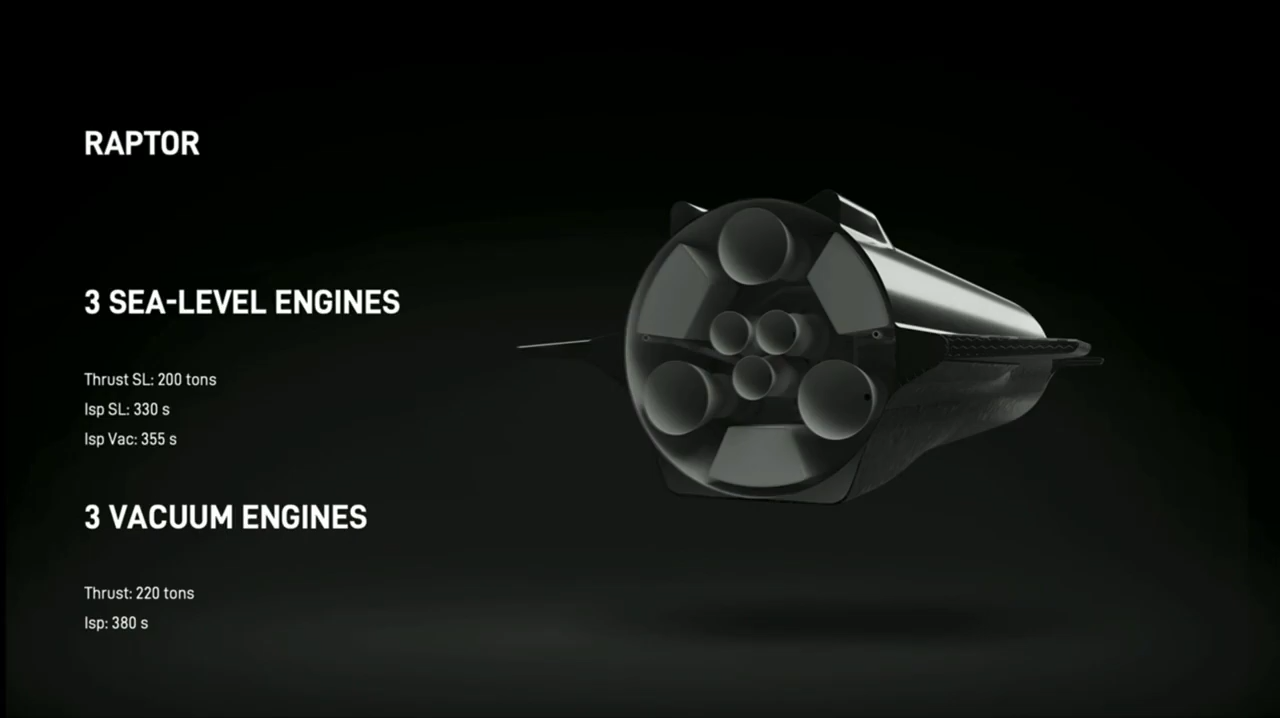 RAPTOR
3 SEA-LEVEL ENGINES
Thrust SL: 200 tons
Isp SL: 330 s
Isp Vac: 355 s
3 VACUUM ENGINES
Thrust: 220 tons
Isp: 380 s